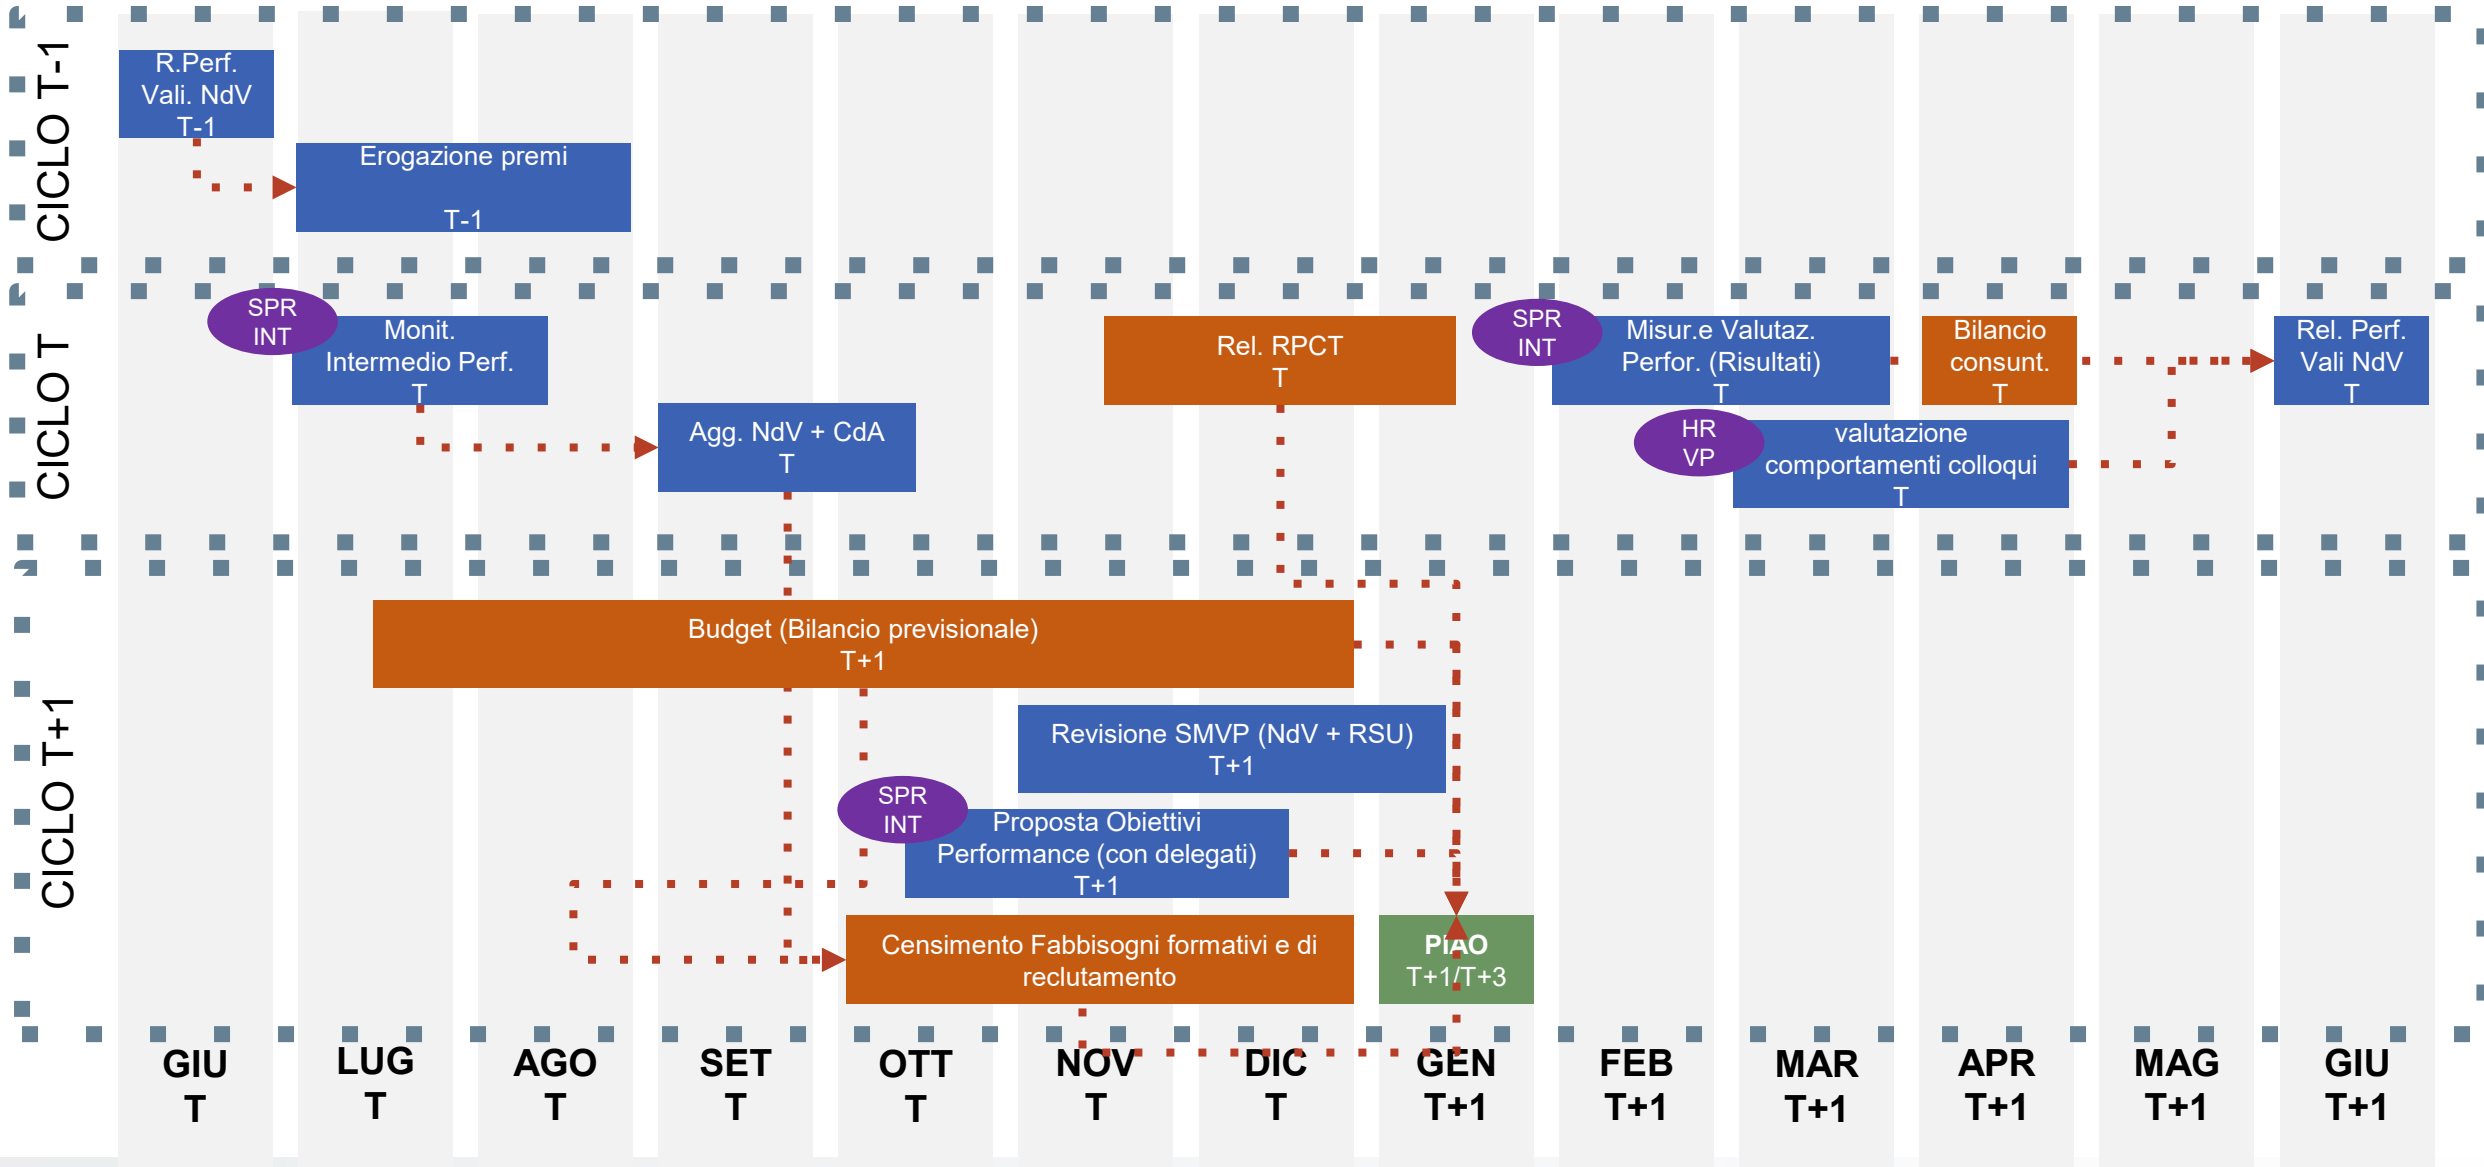 CICLO T-1
R.Perf.
Vali. NdV
T-1
Erogazione premi
T-1
CICLO T
SPR
INT
Monit.
Intermedio Perf.
T
Agg. NdV + CdA
T
Rel. RPCT
T
SPR
INT
Misur.e Valutaz.
Perfor. (Risultati)
T
Bilancio
consunt.
T
Rel. Perf.
Vali NdV
T
HR
VP
valutazione
comportamenti colloqui
T
CICLO T+1
Budget (Bilancio previsionale)
T+1
Revisione SMVP (NdV + RSU)
T+1
SPR
INT
Proposta Obiettivi
Performance (con delegati)
T+1
Censimento Fabbisogni formativi e di
reclutamento
PIAO
T+1/T+3
GIU
T
LUG
T
AGO
T
SET
T
OTT
T
NOV
T
DIC
T
GEN
T+1
FEB
T+1
MAR
T+1
APR
T+1
MAG
T+1
GIU
T+1